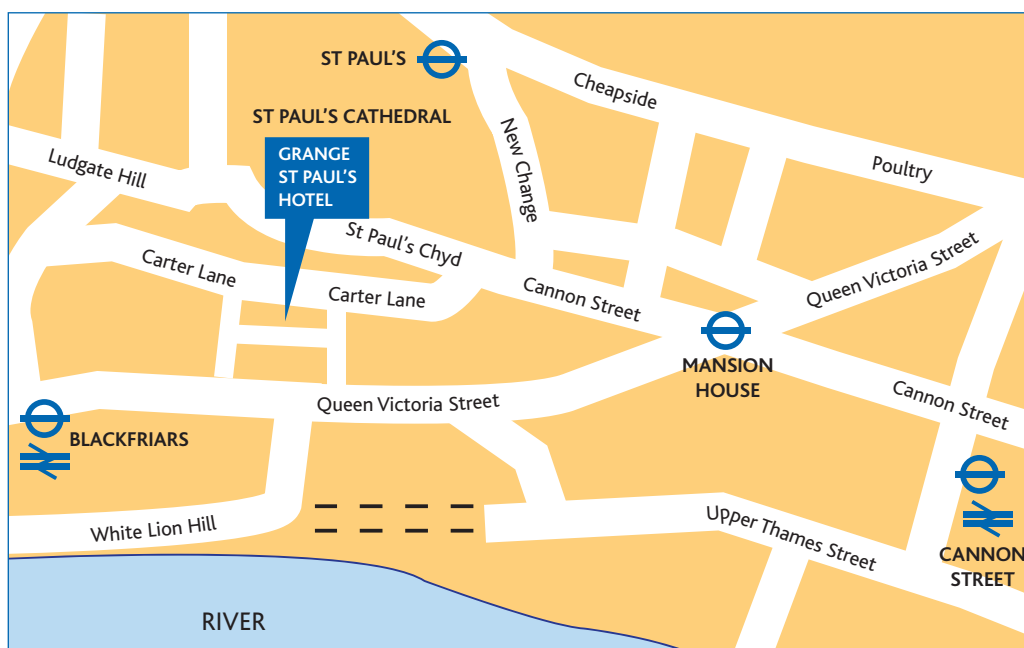 ST PAUL'S
Cheapside
ST PAUL'S CATHEDRAL
New Change
GRANGE
ST PAUL'S
HOTEL
Ludgate Hill
Poultry
St Paul's Chyd
Carter Lane
Carter Lane
Cannon Street
Queen Victoria Street
MANSION
HOUSE
Queen Victoria Street
Cannon Street
BLACKFRIARS
White Lion Hill
Upper Thames Street
CANNON
STREET
RIVER